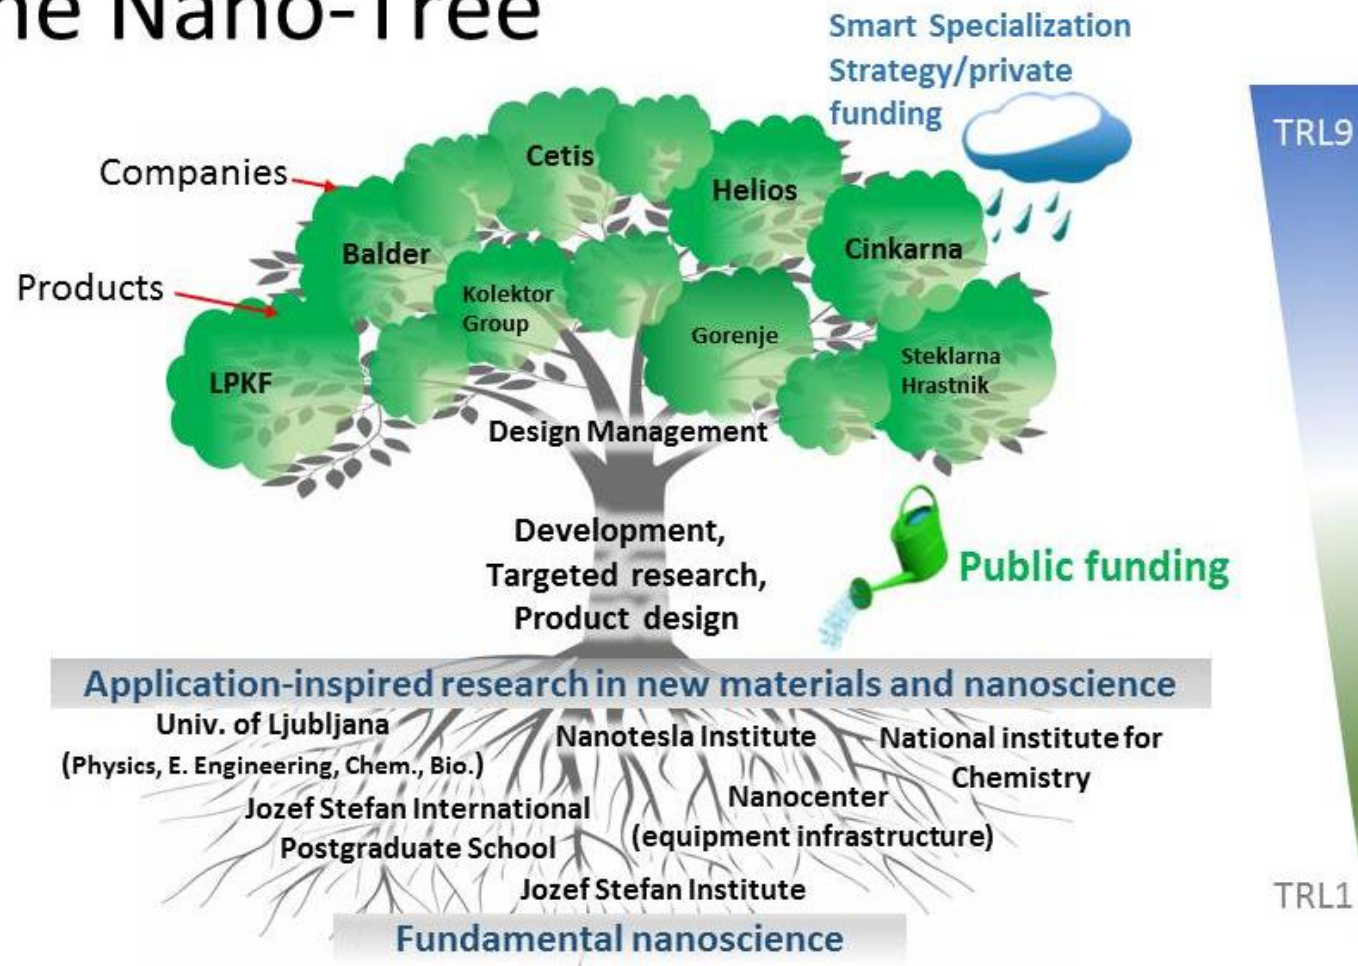 ne Nano-Tree
Smart Specialization
Strategy/private
funding
TRL9
Companies
Cetis
Helios
Balder
Cinkarna
Products
Kolektor
Group
Gorenje
Steklarna
Hrastnik
LPKF
Design Management
Development,
Targeted research,
Product design
Public funding
Application-inspired research in new materials and nanoscience
Univ. of Ljubljana
(Physics, E. Engineering, Chem., Bio.)
Nanotesla Institute
National institute for
Chemistry
Jozef Stefan International
Postgraduate School
Nanocenter
(equipment infrastructure)
Jozef Stefan Institute
TRL1
Fundamental nanoscience